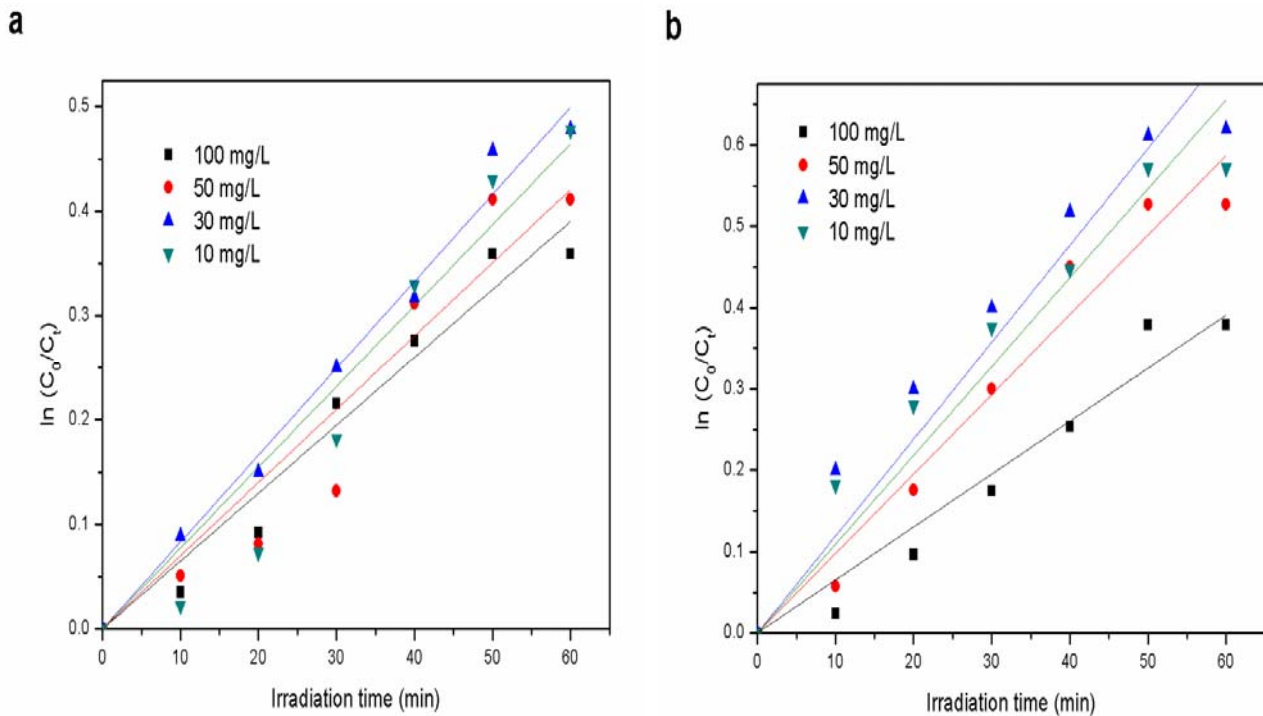 a
0.5
0.4
0.3
0.2
0.1
0.0
ln (C₀/Cₜ)
100 mg/L
50 mg/L
30 mg/L
10 mg/L
0 10 20 30 40 50 60
Irradiation time (min)
b
0.6
0.5
0.4
0.3
0.2
0.1
0.0
ln (C₀/Cₜ)
100 mg/L
50 mg/L
30 mg/L
10 mg/L
0 10 20 30 40 50 60
Irradiation time (min)